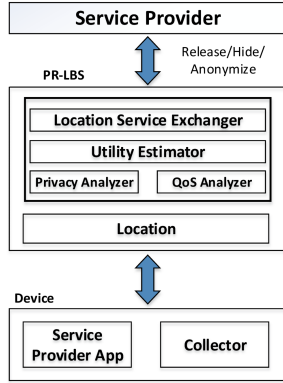 Service Provider
Release/Hide/
Anonymize
PR-LBS
Location Service Exchanger
Utility Estimator
Privacy Analyzer QoS Analyzer
Location
Device
Service
Provider App
Collector